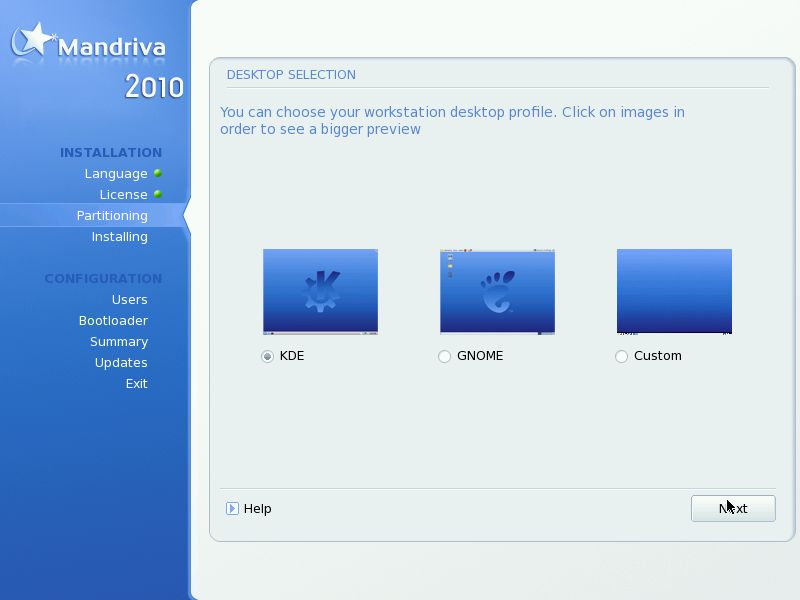 Mandriva
2010
INSTALLATION
Language
License
Partitioning
Installing
CONFIGURATION
Users
Bootloader
Summary
Updates
Exit
DESKTOP SELECTION
You can choose your workstation desktop profile. Click on images in
order to see a bigger preview
KDE
GNOME
Custom
Help
Next